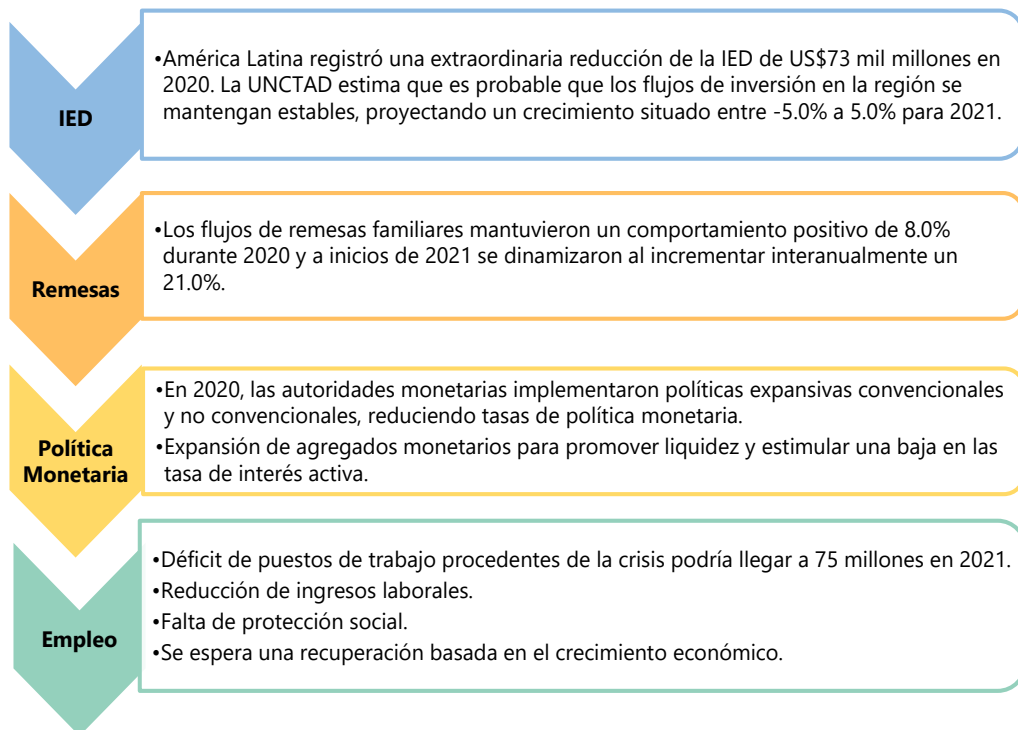 IED
•América Latina registró una extraordinaria reducción de la IED de US$73 mil millones en
2020. La UNCTAD estima que es probable que los flujos de inversión en la región se
mantengan estables, proyectando un crecimiento situado entre -5.0% a 5.0% para 2021.
Remesas
•Los flujos de remesas familiares mantuvieron un comportamiento positivo de 8.0%
durante 2020 y a inicios de 2021 se dinamizaron al incrementar interanualmente un
21.0%.
Política
Monetaria
•En 2020, las autoridades monetarias implementaron políticas expansivas convencionales
y no convencionales, reduciendo tasas de política monetaria.
•Expansión de agregados monetarios para promover liquidez y estimular una baja en las
tasa de interés activa.
Empleo
•Déficit de puestos de trabajo procedentes de la crisis podría llegar a 75 millones en 2021.
•Reducción de ingresos laborales.
•Falta de protección social.
•Se espera una recuperación basada en el crecimiento económico.